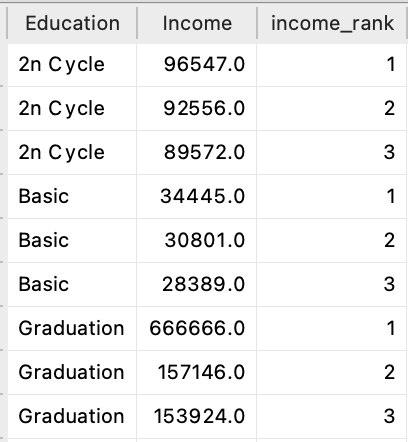 Education Income income_rank
2n Cycle 96547.0 1
2n Cycle 92556.0 2
2n Cycle 89572.0 3
Basic 34445.0 1
Basic 30801.0 2
Basic 28389.0 3
Graduation 666666.0 1
Graduation 157146.0 2
Graduation 153924.0 3